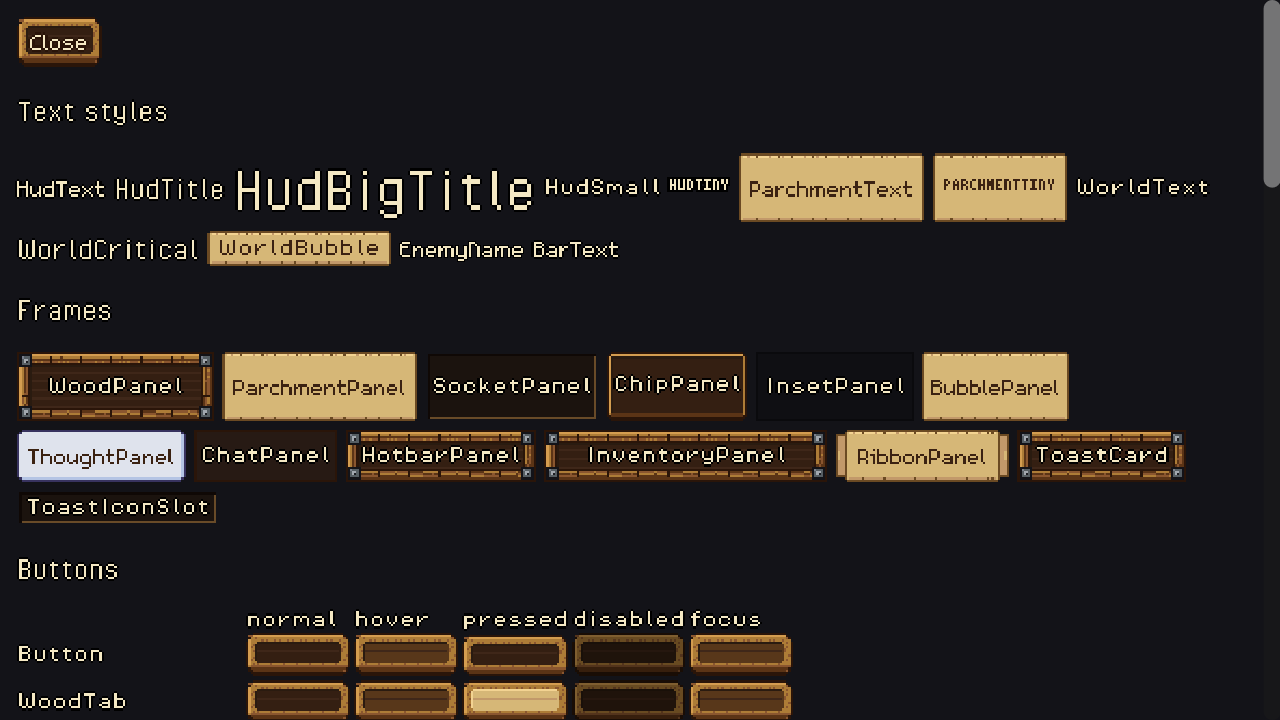 Close
Text styles
HudText HudTitle HudBigTitle HudSmall HUDTINY ParchmentText PARCHMENTTINY WorldText
WorldCritical WorldBubble EnemyName BarText
Frames
WoodPanel ParchmentPanel SocketPanel ChipPanel InsetPanel BubblePanel
ThoughtPanel ChatPanel HotbarPanel InventoryPanel RibbonPanel ToastCard
ToastIconSlot
Buttons
normal hover pressed disabled focus
Button
WoodTab